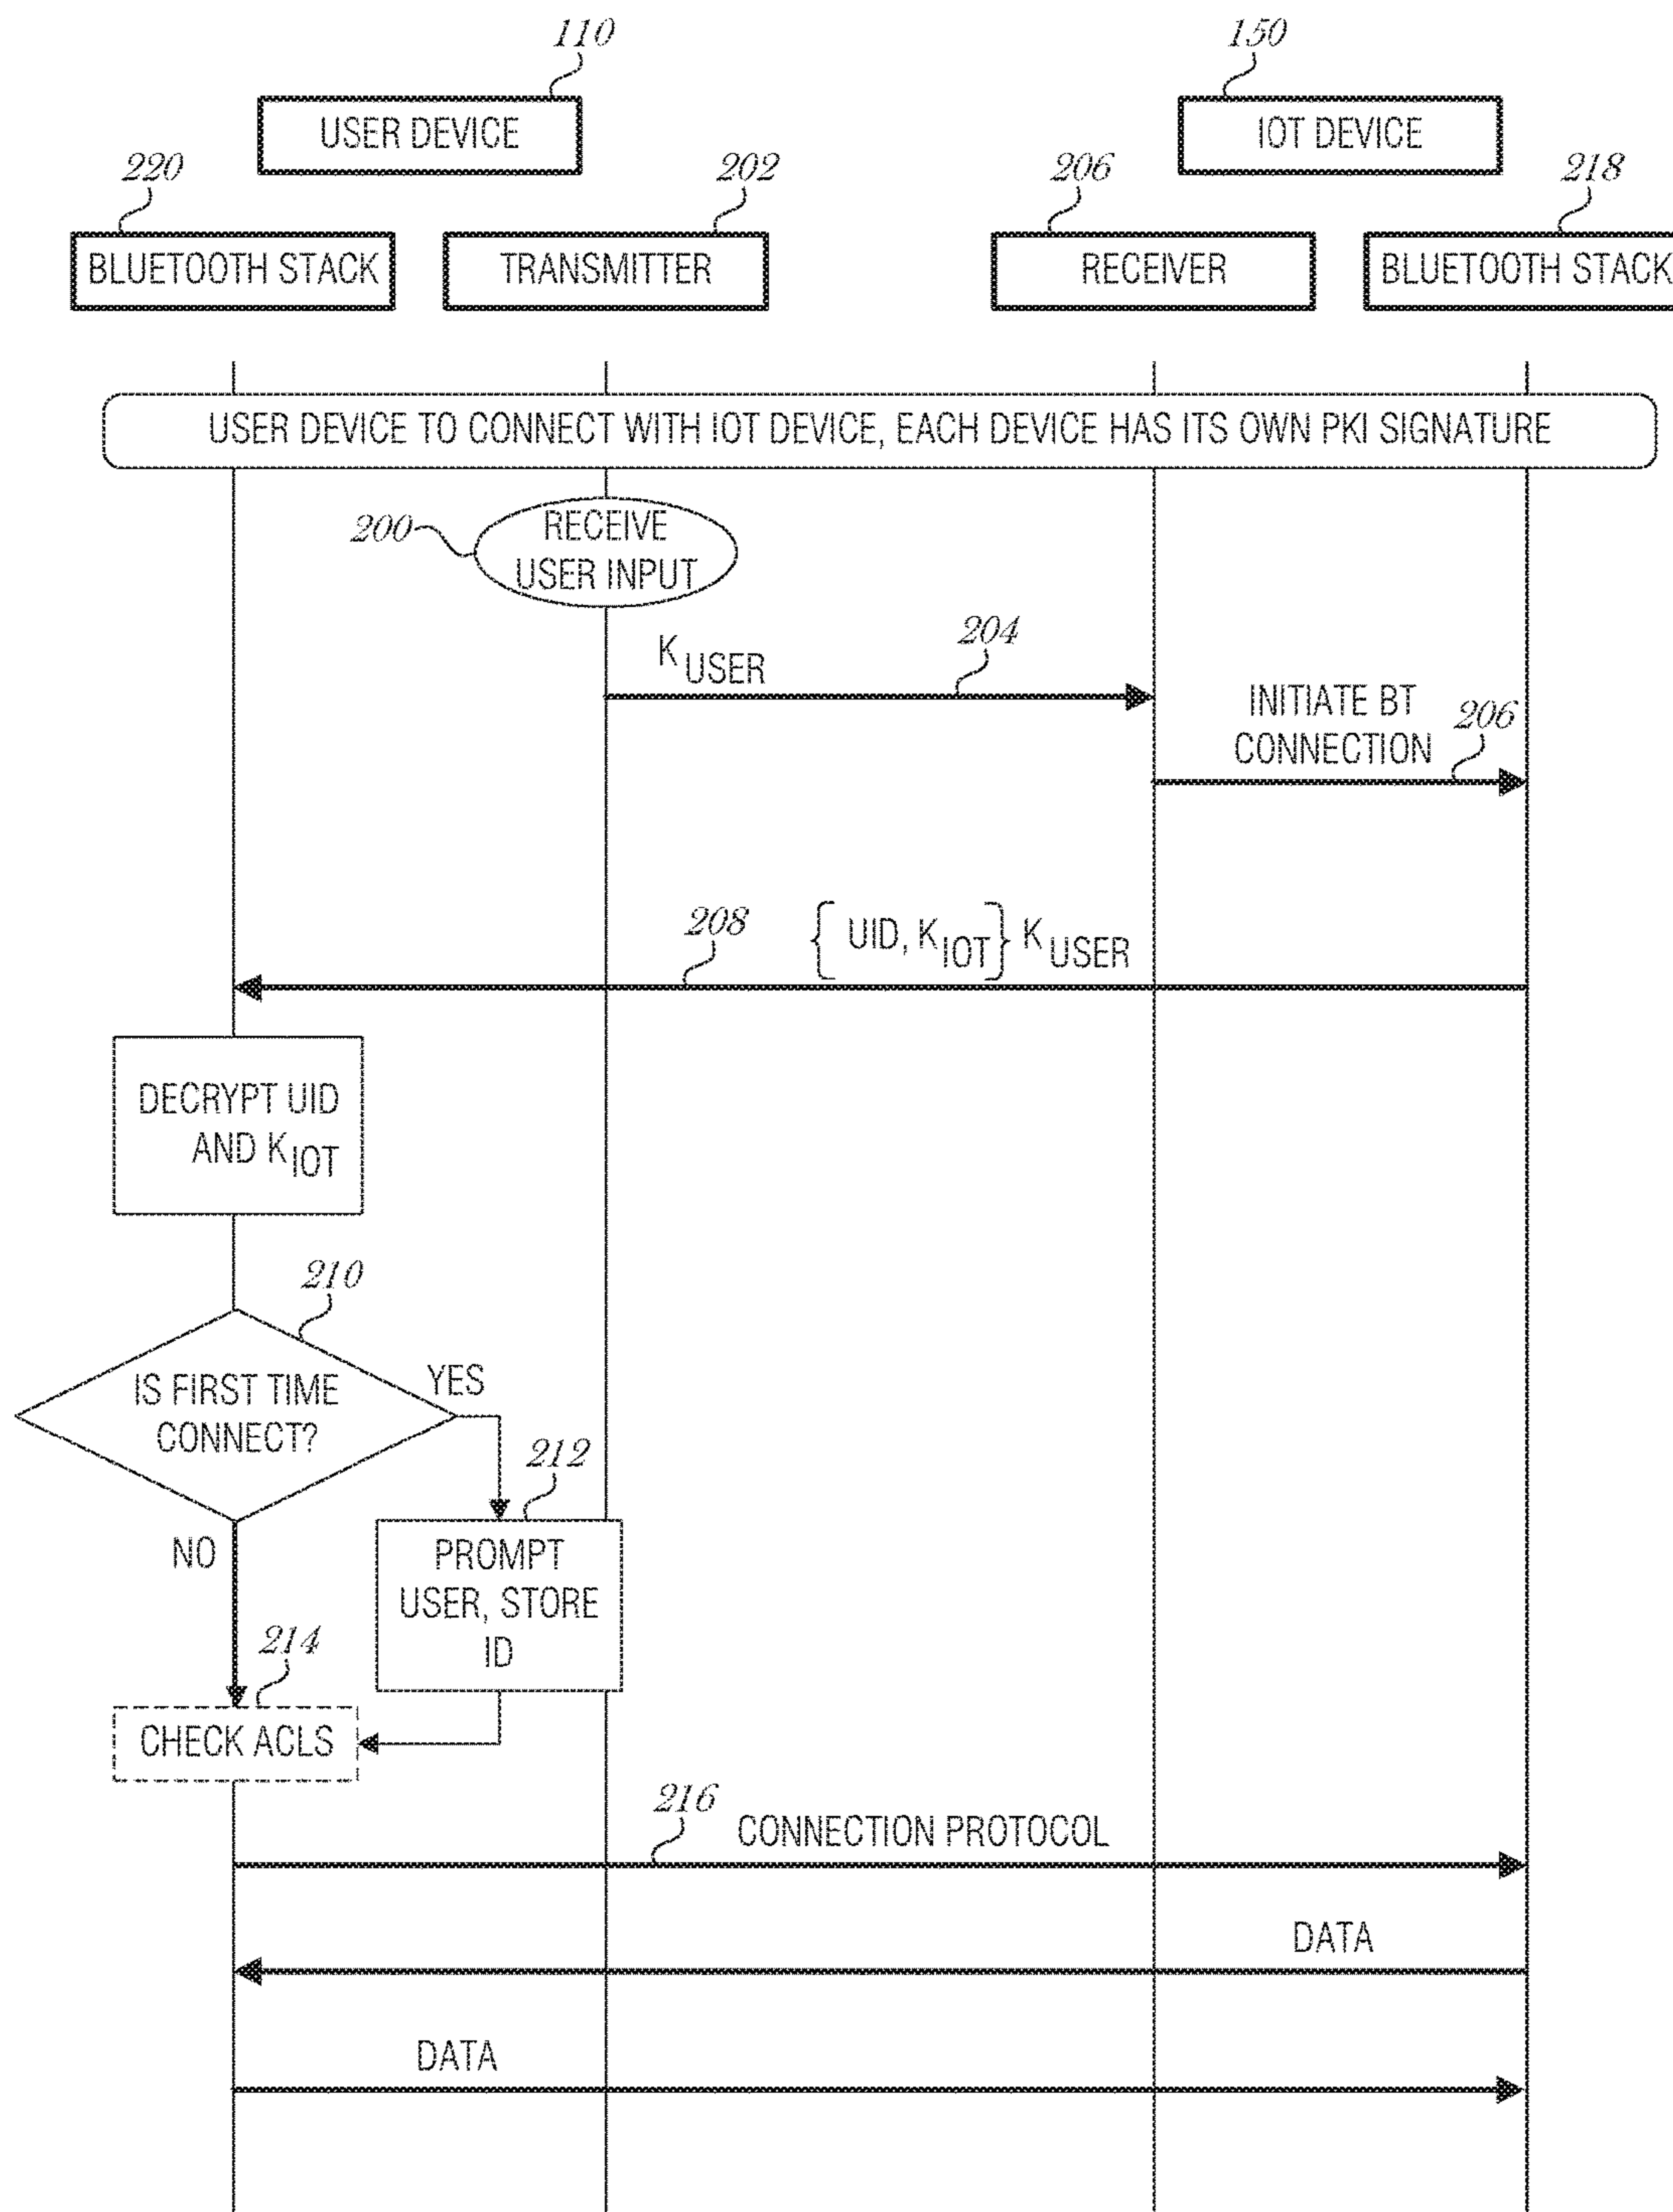 110
150
USER DEVICE
IOT DEVICE
220
202
206
218
BLUETOOTH STACK
TRANSMITTER
RECEIVER
BLUETOOTH STACK
USER DEVICE TO CONNECT WITH IOT DEVICE, EACH DEVICE HAS ITS OWN PKI SIGNATURE
200
RECEIVE
USER INPUT
K USER
204
INITIATE BT
CONNECTION
206
208
{ UID, K IOT } K USER
DECRYPT UID
AND K IOT
210
IS FIRST TIME
CONNECT?
YES
NO
212
PROMPT
USER, STORE
ID
214
CHECK ACLS
216
CONNECTION PROTOCOL
DATA
DATA